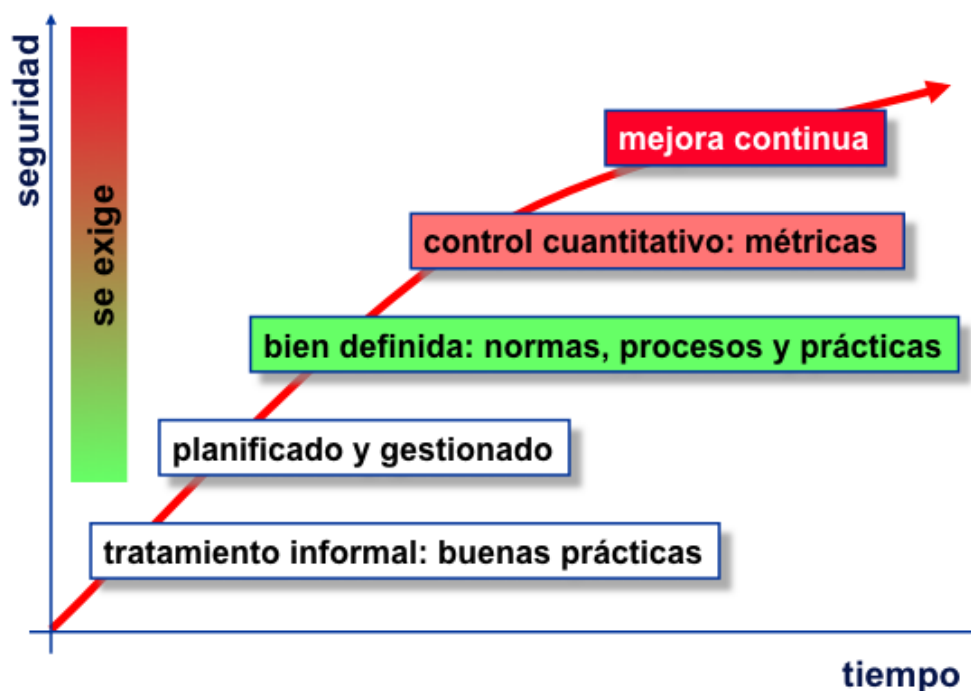 seguridad
se exige
mejora continua
control cuantitativo: métricas
bien definida: normas, procesos y prácticas
planificado y gestionado
tratamiento informal: buenas prácticas
tiempo